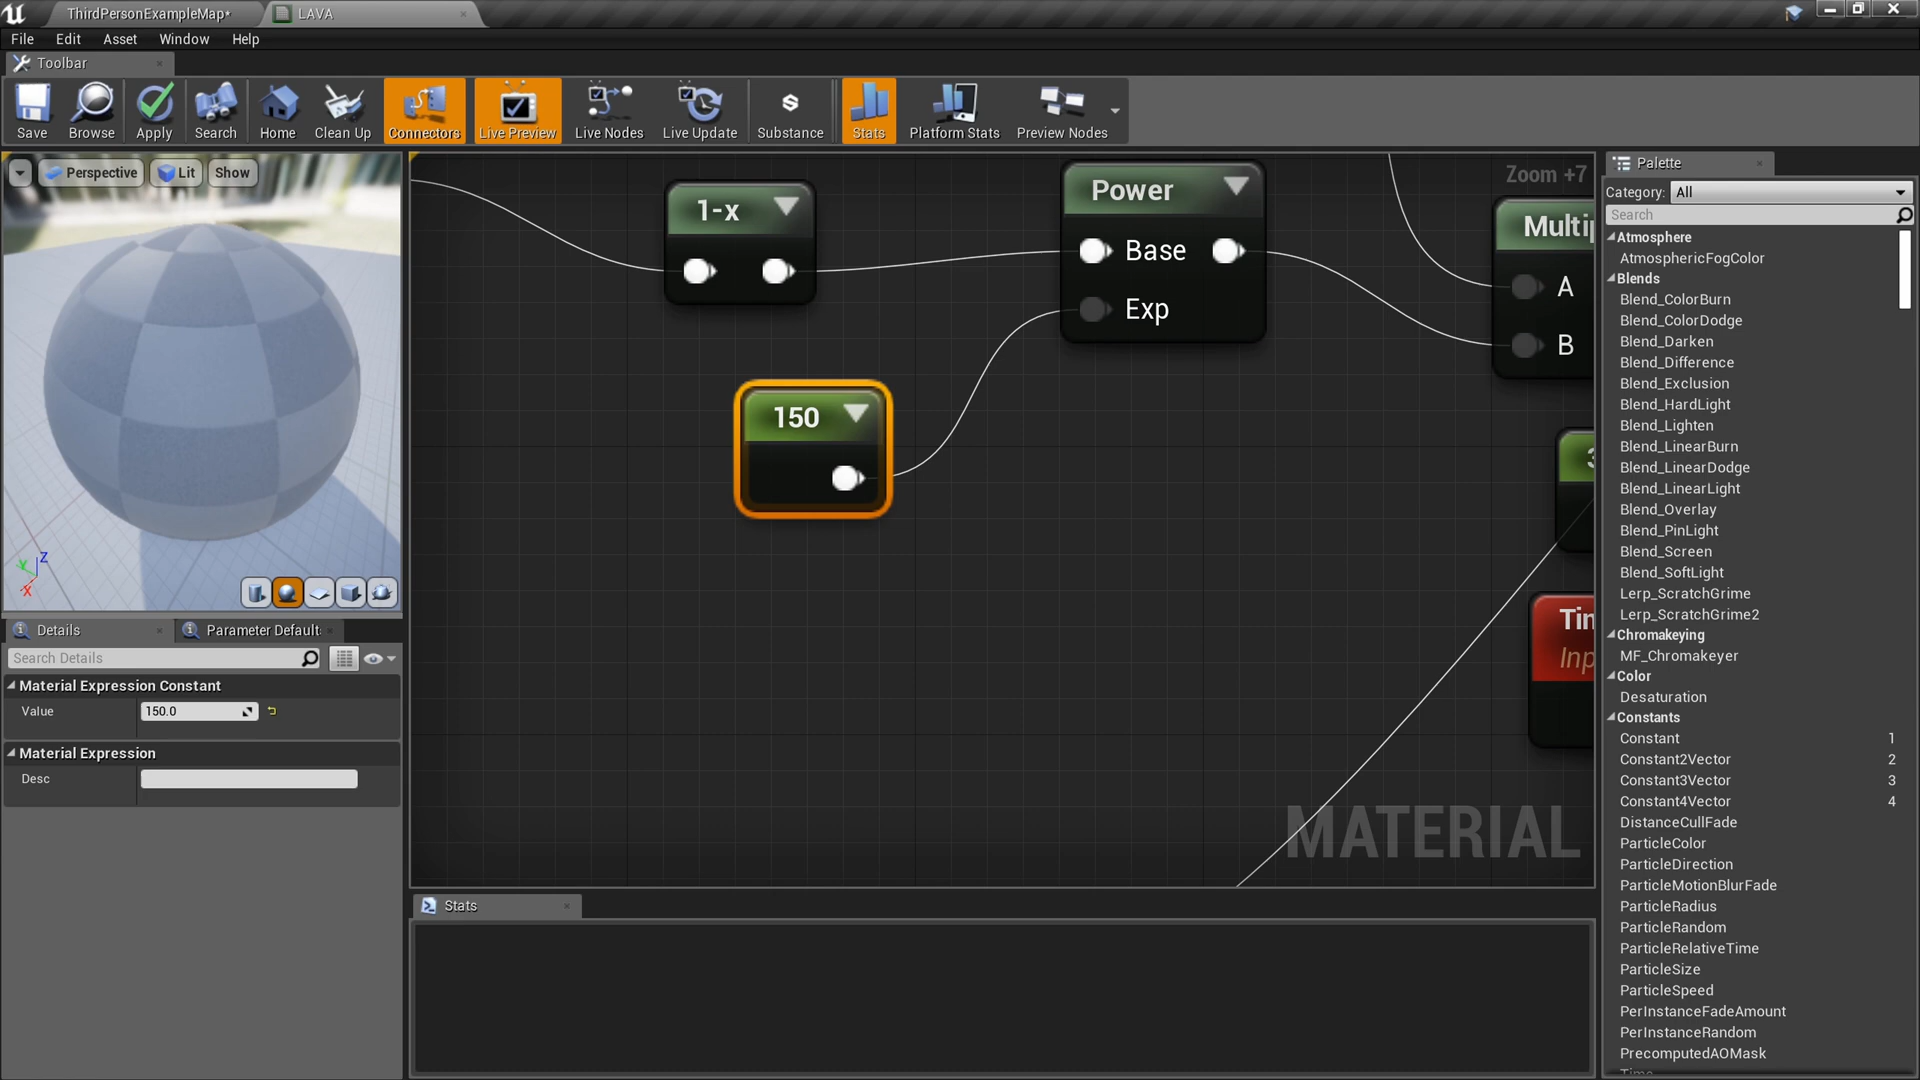 ThirdPersonExampleMap*
LAVA
File Edit Asset Window Help
Toolbar
Save Browse Apply Search Home Clean Up Connectors Live Preview Live Nodes Live Update Substance Stats Platform Stats Preview Nodes
Perspective Lit Show
Z
Y
X
Details
Parameter Default
Search Details
Material Expression Constant
Value 150.0
Material Expression
Desc
Zoom +7
1-x
Power
Base
Exp
150
Multip
A
B
3
Tin
Inp
MATERIAL
Stats
Palette
Category: All
Search
Atmosphere
AtmosphericFogColor
Blends
Blend_ColorBurn
Blend_ColorDodge
Blend_Darken
Blend_Difference
Blend_Exclusion
Blend_HardLight
Blend_Lighten
Blend_LinearBurn
Blend_LinearDodge
Blend_LinearLight
Blend_Overlay
Blend_PinLight
Blend_Screen
Blend_SoftLight
Lerp_ScratchGrime
Lerp_ScratchGrime2
Chromakeying
MF_Chromakeyer
Color
Desaturation
Constants
Constant 1
Constant2Vector 2
Constant3Vector 3
Constant4Vector 4
DistanceCullFade
ParticleColor
ParticleDirection
ParticleMotionBlurFade
ParticleRadius
ParticleRandom
ParticleRelativeTime
ParticleSize
ParticleSpeed
PerInstanceFadeAmount
PerInstanceRandom
PrecomputedAOMask